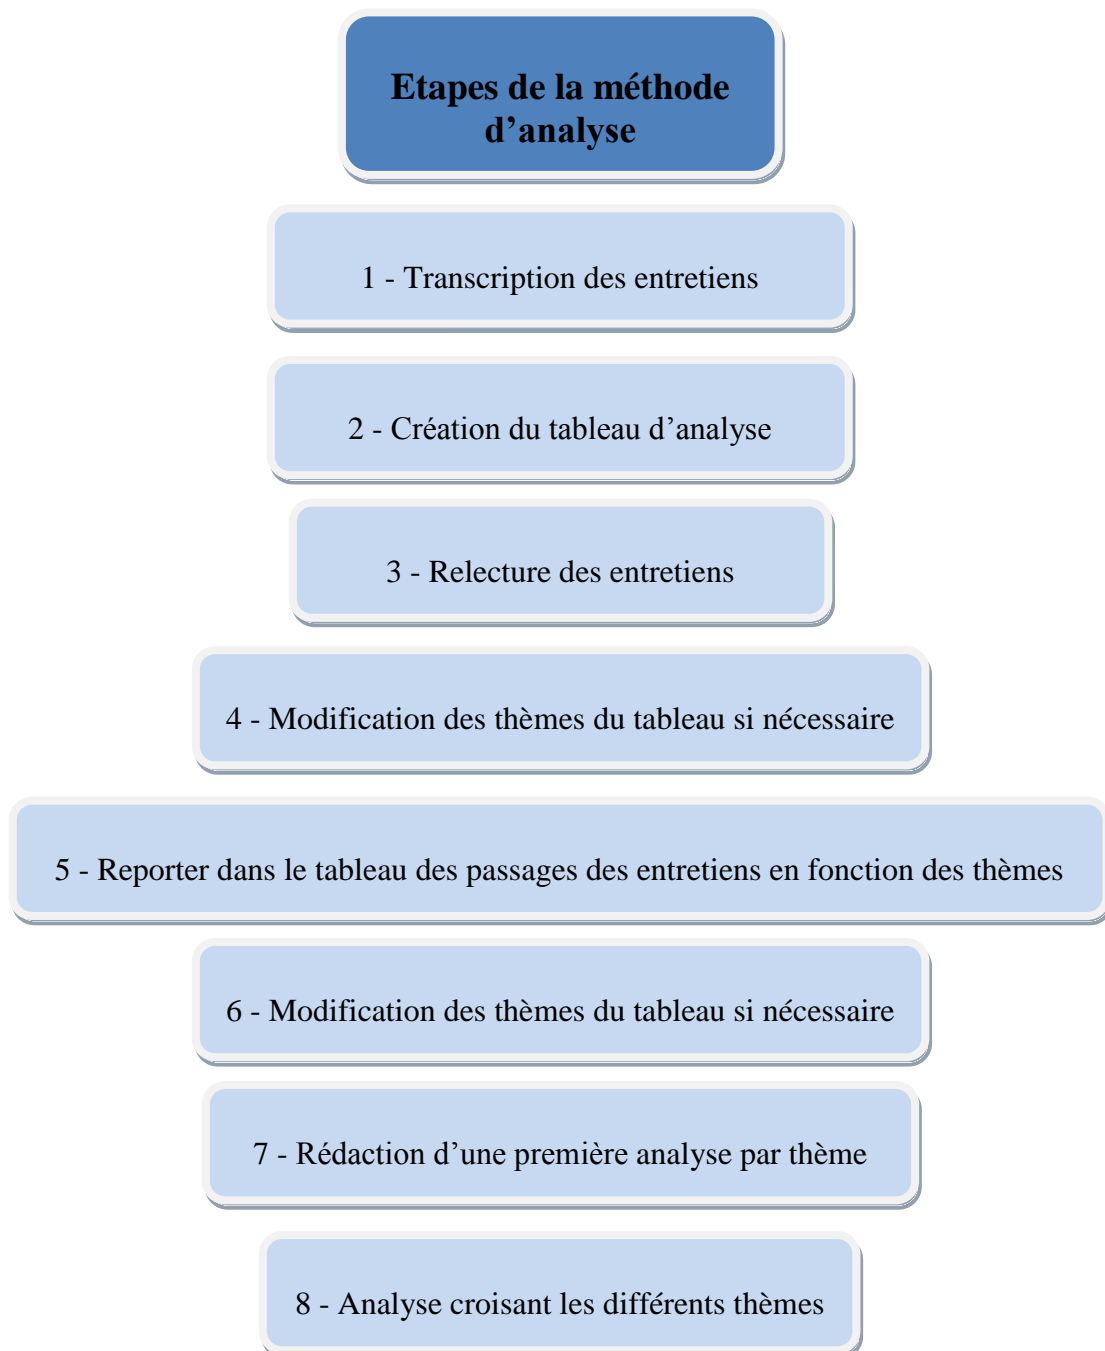 Etapes de la méthode
d’analyse
1 - Transcription des entretiens
2 - Création du tableau d’analyse
3 - Relecture des entretiens
4 - Modification des thèmes du tableau si nécessaire
5 - Reporter dans le tableau des passages des entretiens en fonction des thèmes
6 - Modification des thèmes du tableau si nécessaire
7 - Rédaction d’une première analyse par thème
8 - Analyse croisant les différents thèmes